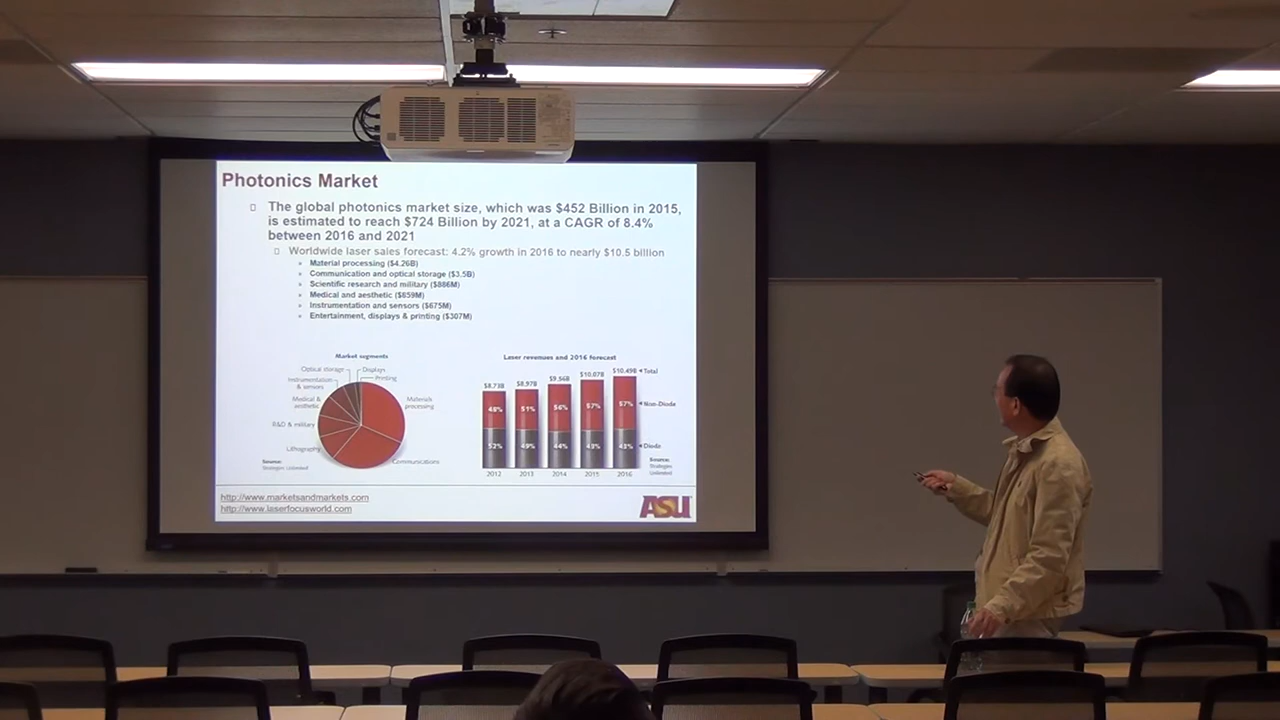 Photonics Market
The global photonics market size, which was $452 Billion in 2015,
is estimated to reach $724 Billion by 2021, at a CAGR of 8.4%
between 2016 and 2021
Worldwide laser sales forecast: 4.2% growth in 2016 to nearly $10.5 billion
Material processing ($4.26B)
Communication and optical storage ($3.5B)
Scientific research and military ($886M)
Medical and aesthetic ($859M)
Instrumentation and sensors ($675M)
Entertainment, displays & printing ($307M)
Market segments
Optical storage
Displays
Printing
Instrumentation
& sensors
Medical &
aesthetic
Materials
processing
R&D & military
Lithography
Communications
Source:
Strategies Unlimited
Laser revenues and 2016 forecast
$8.73B
$8.97B
$9.56B
$10.07B
$10.49B
Total
48%
51%
56%
57%
57%
Non-Diode
52%
49%
44%
43%
43%
Diode
2012
2013
2014
2015
2016
Source:
Strategies
Unlimited
http://www.marketsandmarkets.com
http://www.laserfocusworld.com
ASU